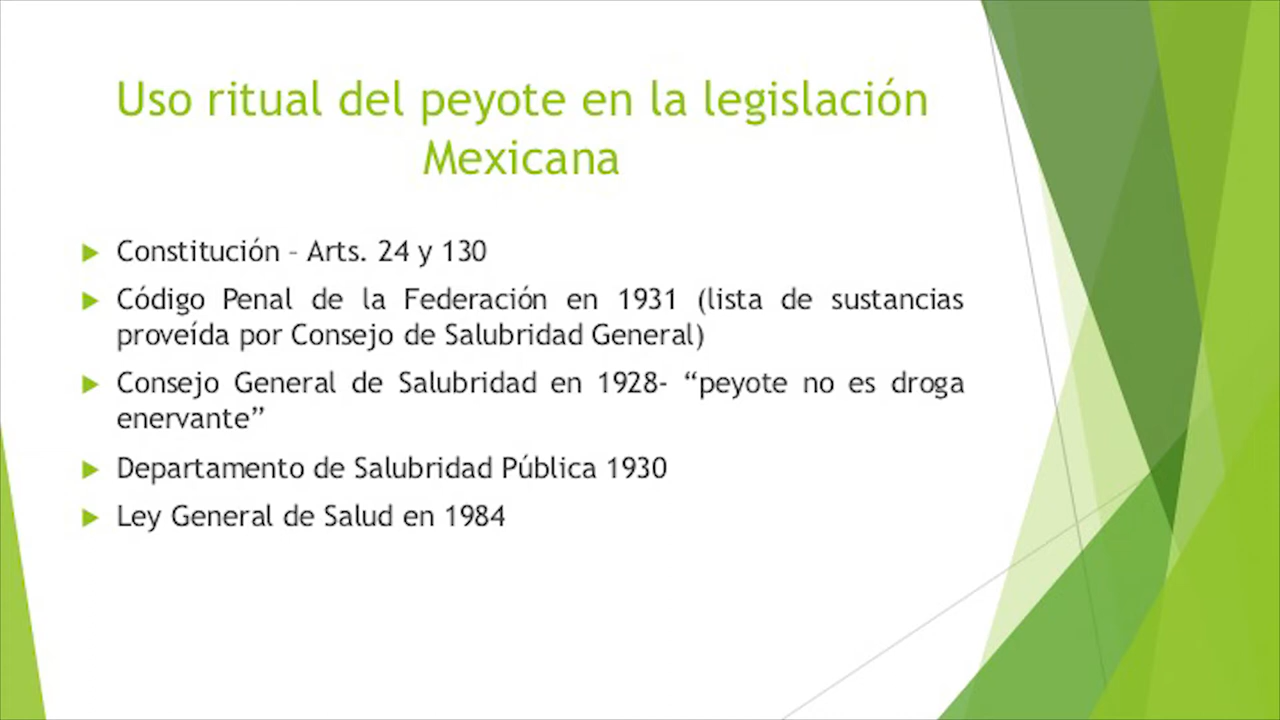 Uso ritual del peyote en la legislación
Mexicana
Constitución – Arts. 24 y 130
Código Penal de la Federación en 1931 (lista de sustancias
proveída por Consejo de Salubridad General)
Consejo General de Salubridad en 1928- “peyote no es droga
enervante”
Departamento de Salubridad Pública 1930
Ley General de Salud en 1984